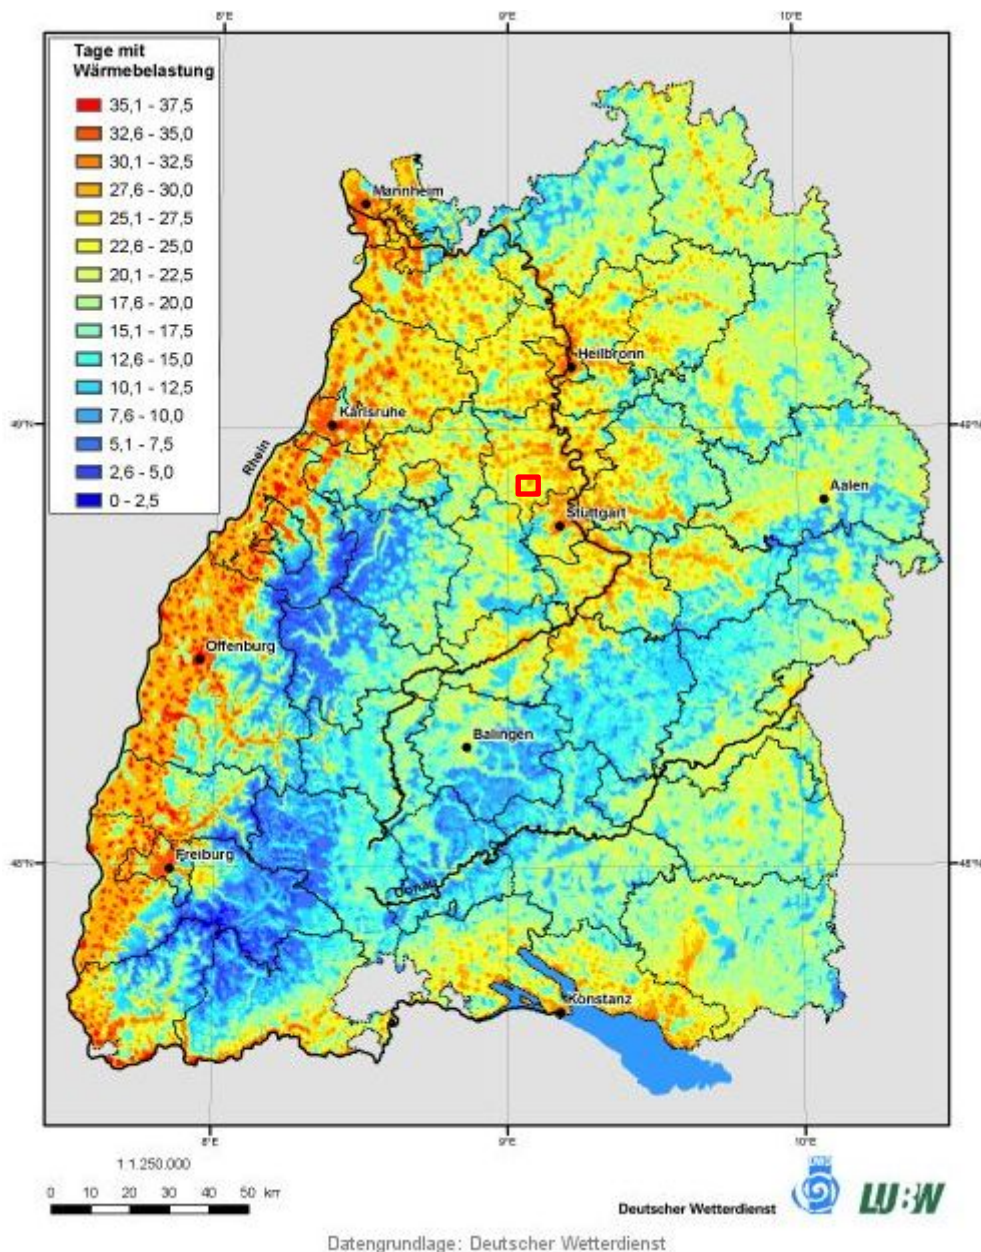 8°E 9°E 10°E
Tage mit
Wärmebelastung
35,1 - 37,5
32,6 - 35,0
30,1 - 32,5
27,6 - 30,0
25,1 - 27,5
22,6 - 25,0
20,1 - 22,5
17,6 - 20,0
15,1 - 17,5
12,6 - 15,0
10,1 - 12,5
7,6 - 10,0
5,1 - 7,5
2,6 - 5,0
0 - 2,5
Mannheim
Heilbronn
Karlsruhe
49°N
49°N
Rhein
Aalen
Stuttgart
Offenburg
Balingen
Freiburg
48°N
48°N
Donau
Konstanz
8°E 9°E 10°E
1:1.250.000
0 10 20 30 40 50 km
Deutscher Wetterdienst
DWD
LUBW
Datengrundlage: Deutscher Wetterdienst